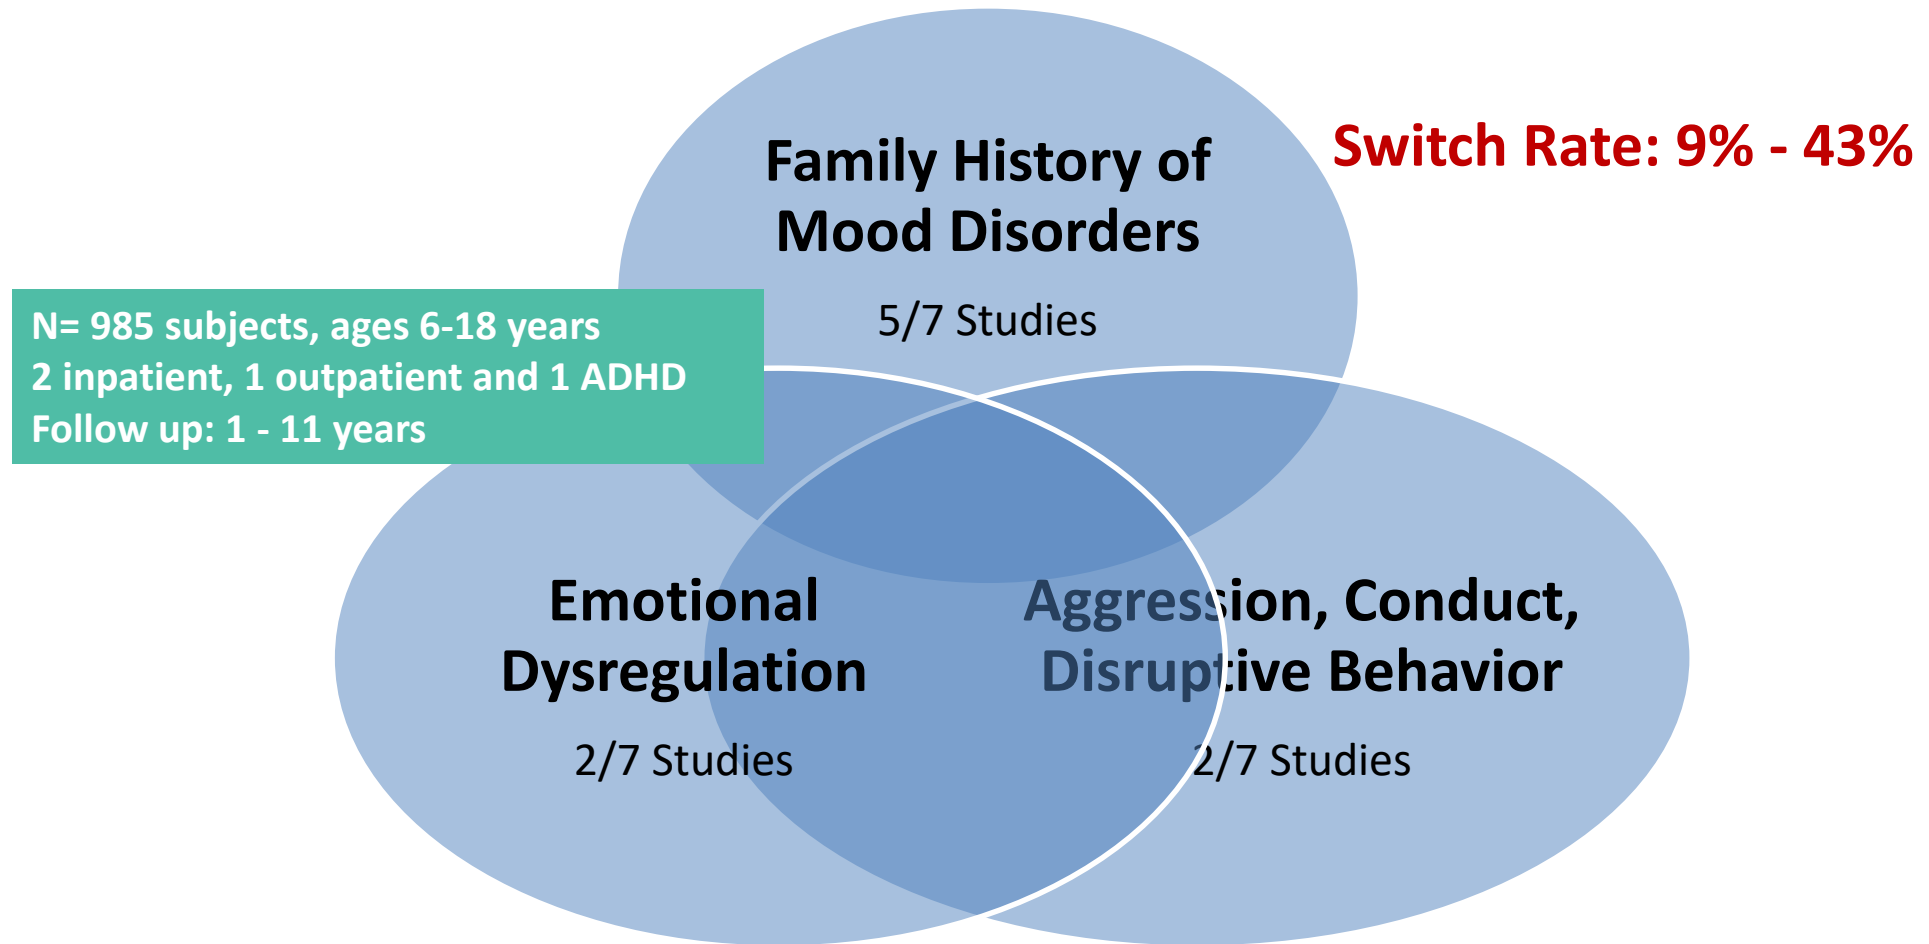 Family History of
Mood Disorders
5/7 Studies
Switch Rate: 9% - 43%
N= 985 subjects, ages 6-18 years
2 inpatient, 1 outpatient and 1 ADHD
Follow up: 1 - 11 years
Emotional
Dysregulation
2/7 Studies
Aggression, Conduct,
Disruptive Behavior
2/7 Studies